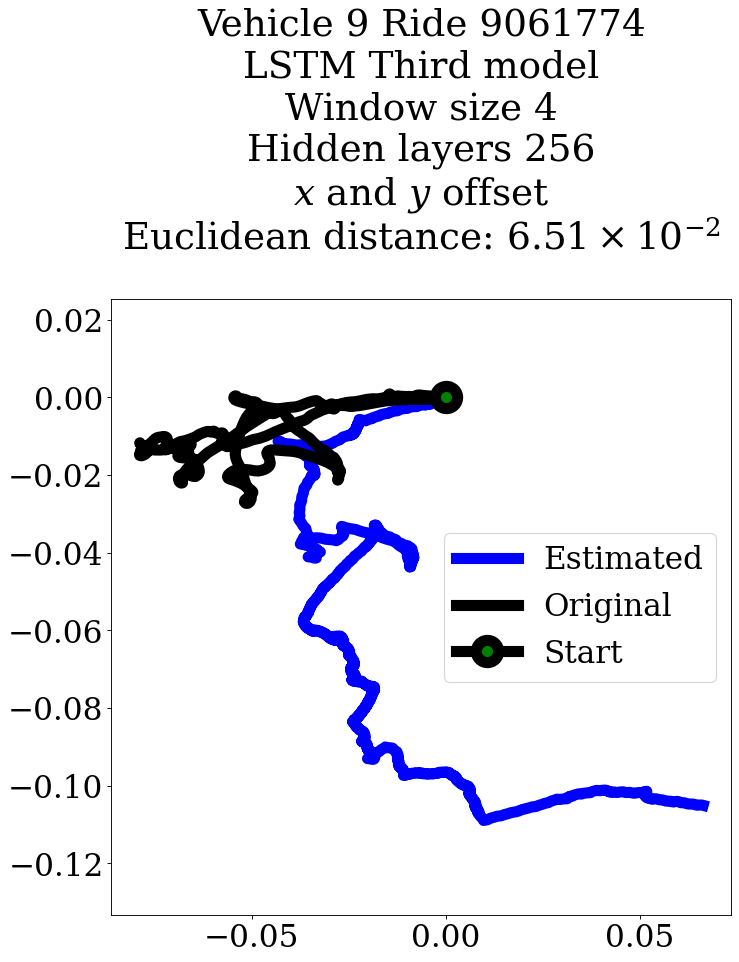 Vehicle 9 Ride 9061774
LSTM Third model
Window size 4
Hidden layers 256
x and y offset
Euclidean distance: 6.51 × 10⁻²
0.02
0.00
−0.02
−0.04
−0.06
−0.08
−0.10
−0.12
Estimated
Original
Start
−0.05
0.00
0.05